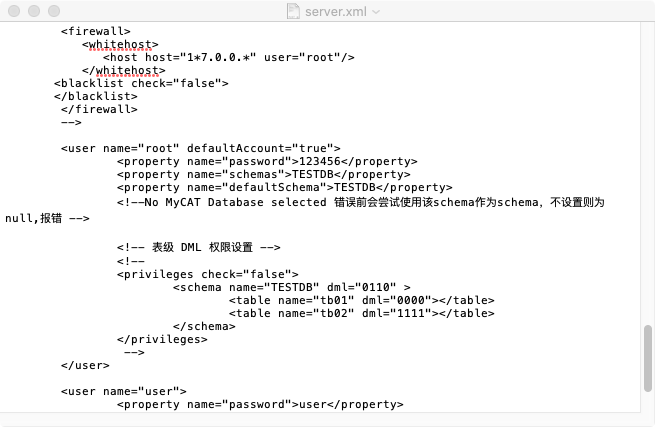 server.xml
<firewall>
<whitehost>
<host host="1*7.0.0.*" user="root"/>
</whitehost>
<blacklist check="false">
</blacklist>
</firewall>
-->
<user name="root" defaultAccount="true">
<property name="password">123456</property>
<property name="schemas">TESTDB</property>
<property name="defaultSchema">TESTDB</property>
<!--No MyCAT Database selected 错误前会尝试使用该schema作为schema，不设置则为
null,报错 -->
<!-- 表级 DML 权限设置 -->
<!--
<privileges check="false">
<schema name="TESTDB" dml="0110" >
<table name="tb01" dml="0000"></table>
<table name="tb02" dml="1111"></table>
</schema>
</privileges>
-->
</user>
<user name="user">
<property name="password">user</property>